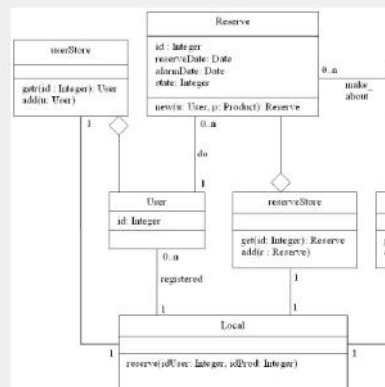 Reserve
id : Integer
reserveDate: Date
alarmDate: Date
state: Integer
new(u: User, p: Product): Reserve
userStore
getr(id : Integer): User
add(u: User)
0..n
make_
about
1
0..n
do
1
User
id: Integer
reserveStore
get(id: Integer): Reserve
add(r : Reserve)
0..n
registered
1
1
1
1
1
Local
reserve(idUser: Integer, idProd: Integer)